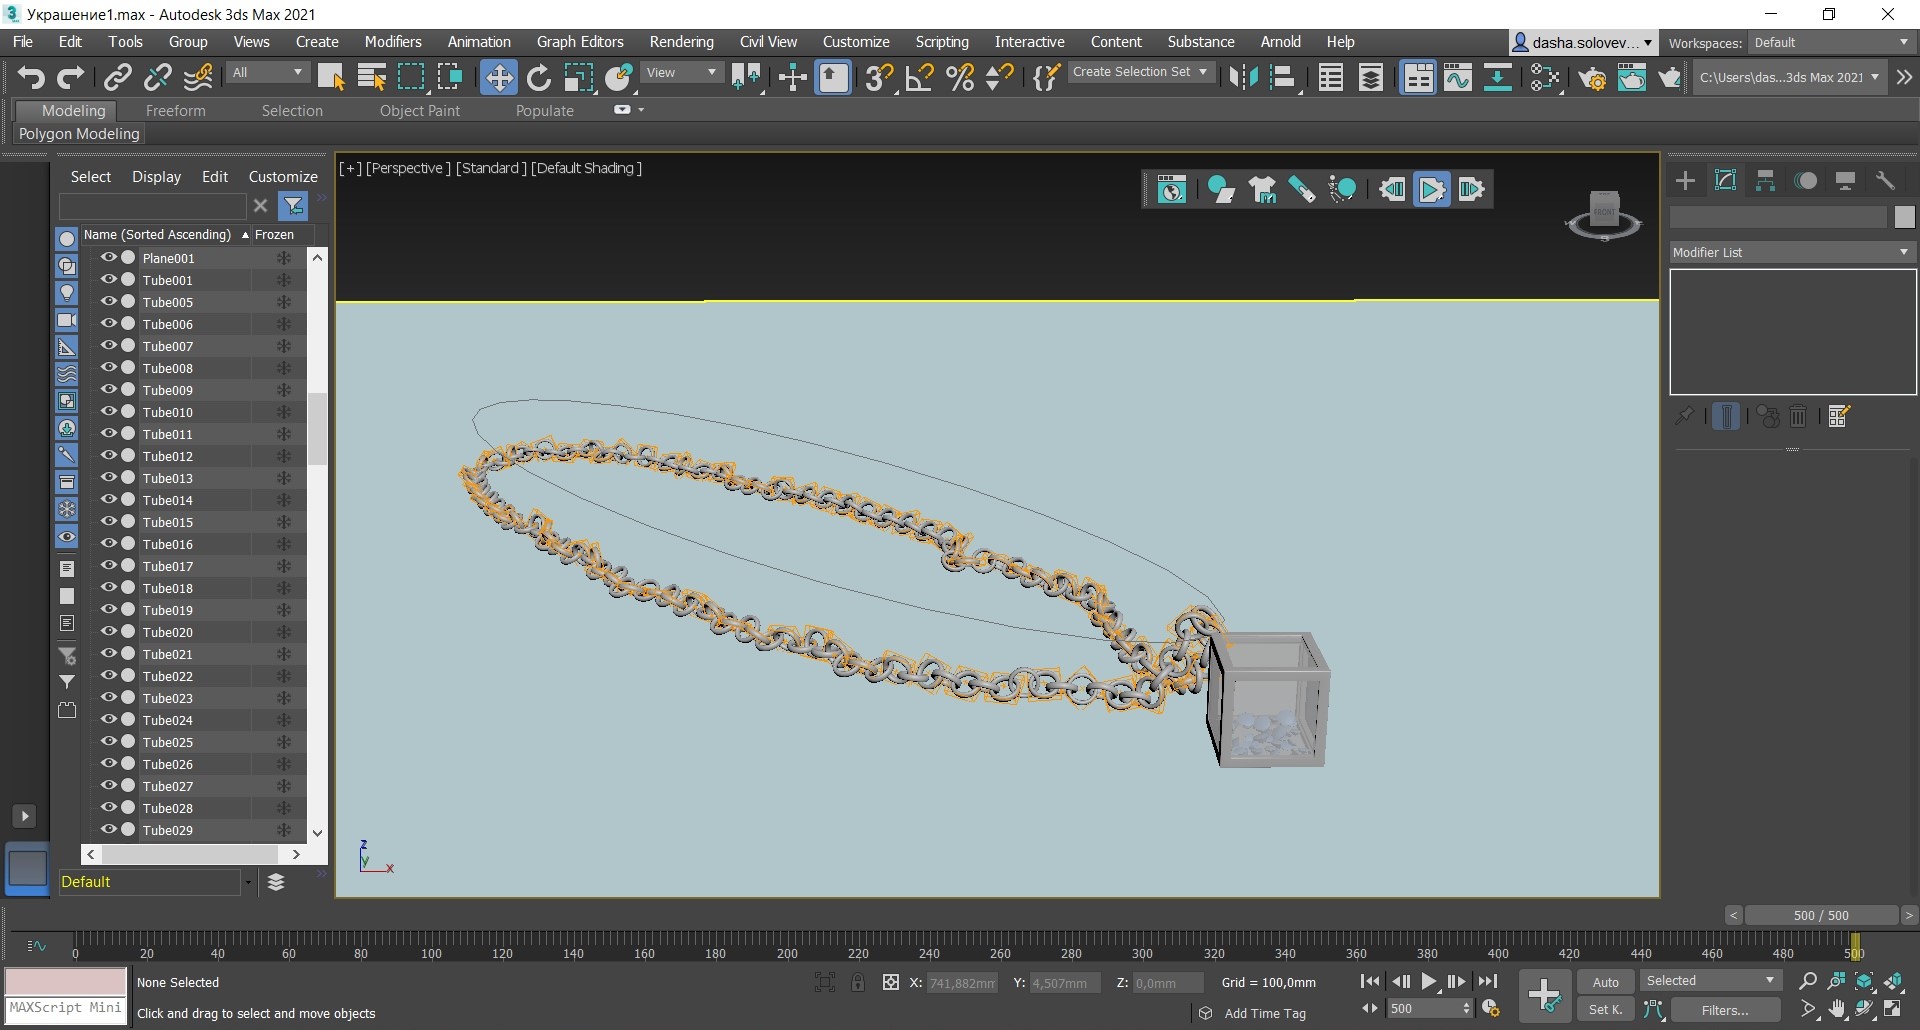 Украшение1.max - Autodesk 3ds Max 2021
File Edit Tools Group Views Create Modifiers Animation Graph Editors Rendering Civil View Customize Scripting Interactive Content Substance Arnold Help
dasha.solovev... Workspaces: Default
All View Create Selection Set C:\Users\das...3ds Max 2021
Modeling Freeform Selection Object Paint Populate
Polygon Modeling
Select Display Edit Customize
[+] [Perspective ] [Standard ] [Default Shading ]
FRONT
S
Name (Sorted Ascending) Frozen
Modifier List
Plane001
Tube001
Tube005
Tube006
Tube007
Tube008
Tube009
Tube010
Tube011
Tube012
Tube013
Tube014
Tube015
Tube016
Tube017
Tube018
Tube019
Tube020
Tube021
Tube022
Tube023
Tube024
Tube025
Tube026
Tube027
Tube028
Tube029
z
y
x
Default
500 / 500
0 20 40 60 80 100 120 140 160 180 200 220 240 260 280 300 320 340 360 380 400 420 440 460 480 500
None Selected
X: 741,882mm Y: 4,507mm Z: 0,0mm Grid = 100,0mm
Auto Selected
MAXScript Mini
Click and drag to select and move objects
Add Time Tag
500
Set K. Filters...